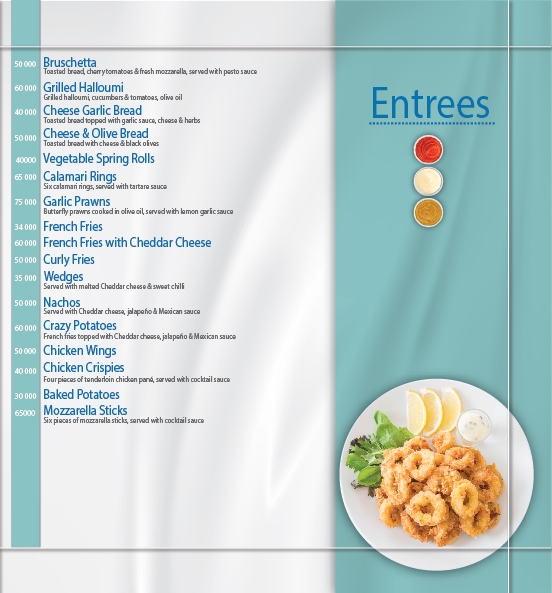 Entrees
50 000 Bruschetta
Toasted bread, cherry tomatoes & fresh mozzarella, served with pesto sauce
60 000 Grilled Halloumi
Grilled halloumi, cucumbers & tomatoes, olive oil
40 000 Cheese Garlic Bread
Toasted bread topped with garlic sauce, cheese & herbs
50 000 Cheese & Olive Bread
Toasted bread with cheese & black olives
40000 Vegetable Spring Rolls
65 000 Calamari Rings
Six calamari rings, served with tartare sauce
75 000 Garlic Prawns
Butterfly prawns cooked in olive oil, served with lemon garlic sauce
34 000 French Fries
60 000 French Fries with Cheddar Cheese
50 000 Curly Fries
35 000 Wedges
Served with melted Cheddar cheese & sweet chilli
50 000 Nachos
Served with Cheddar cheese, jalapeño & Mexican sauce
60 000 Crazy Potatoes
French fries topped with Cheddar cheese, jalapeño & Mexican sauce
50 000 Chicken Wings
40 000 Chicken Crispies
Four pieces of tenderloin chicken pané, served with cocktail sauce
30 000 Baked Potatoes
65000 Mozzarella Sticks
Six pieces of mozzarella sticks, served with cocktail sauce